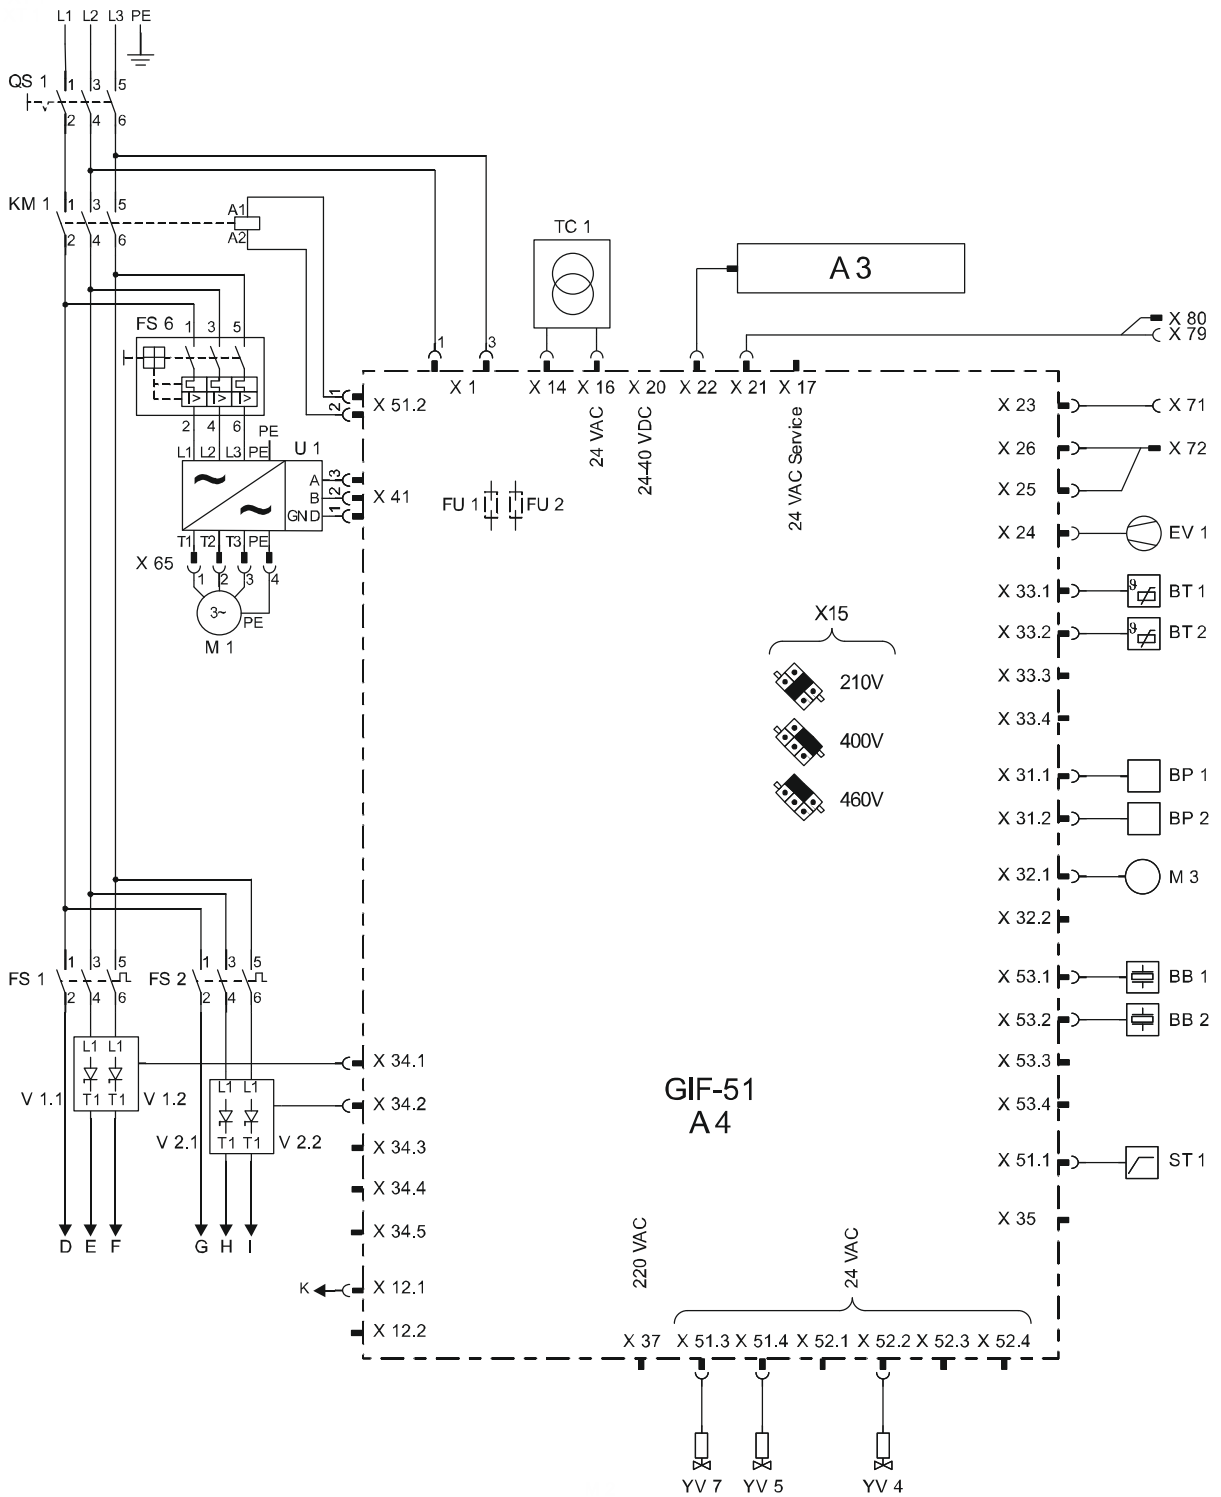 L1 L2 L3 PE
QS 1
1 3 5
2 4 6
KM 1
1 3 5
2 4 6
A1
A2
TC 1
A 3
X 80
X 79
FS 6
1 3 5
I> I> I>
2 4 6
PE
L1 L2 L3 PE
U 1
~
~
A
B
GND
3
2
1
T1 T2 T3 PE
X 65
1 2 3 4
3~
PE
M 1
1
2
X 51.2
X 41
1
3
X 1
X 14
X 16
X 20
X 22
X 21
X 17
24 VAC
24-40 VDC
24 VAC Service
FU 1
FU 2
X15
210V
400V
460V
X 23
X 71
X 26
X 72
X 25
X 24
EV 1
X 33.1
ϑ
BT 1
X 33.2
ϑ
BT 2
X 33.3
X 33.4
X 31.1
BP 1
X 31.2
BP 2
X 32.1
M 3
X 32.2
X 53.1
BB 1
X 53.2
BB 2
X 53.3
X 53.4
X 51.1
ST 1
X 35
FS 1
1 3 5
2 4 6
FS 2
1 3 5
2 4 6
L1 L1
T1 T1
V 1.1
V 1.2
L1 L1
T1 T1
V 2.1
V 2.2
D E F
G H I
X 34.1
X 34.2
X 34.3
X 34.4
X 34.5
K
X 12.1
X 12.2
GIF-51
A 4
220 VAC
24 VAC
X 37
X 51.3
X 51.4
X 52.1
X 52.2
X 52.3
X 52.4
YV 7
YV 5
YV 4